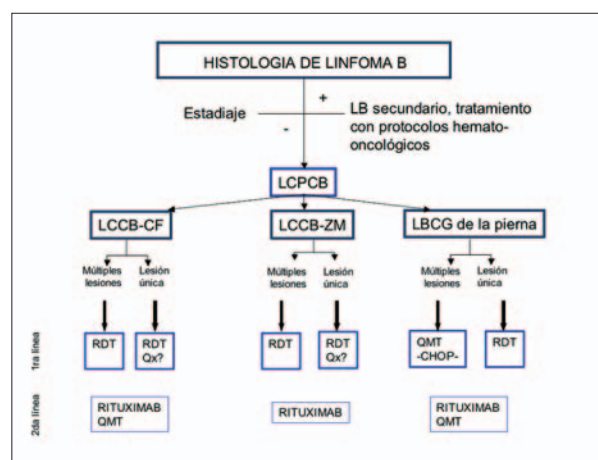 HISTOLOGIA DE LINFOMA B
Estadiaje
+
-
LB secundario, tratamiento
con protocolos hemato-
oncológicos
LCPCB
LCCB-CF
LCCB-ZM
LBCG de la pierna
Múltiples
lesiones
Lesión
única
Múltiples
lesiones
Lesión
única
Múltiples
lesiones
Lesión
única
1ra línea
RDT
RDT
Qx?
RDT
RDT
Qx?
QMT
-CHOP-
RDT
2da línea
RITUXIMAB
QMT
RITUXIMAB
RITUXIMAB
QMT